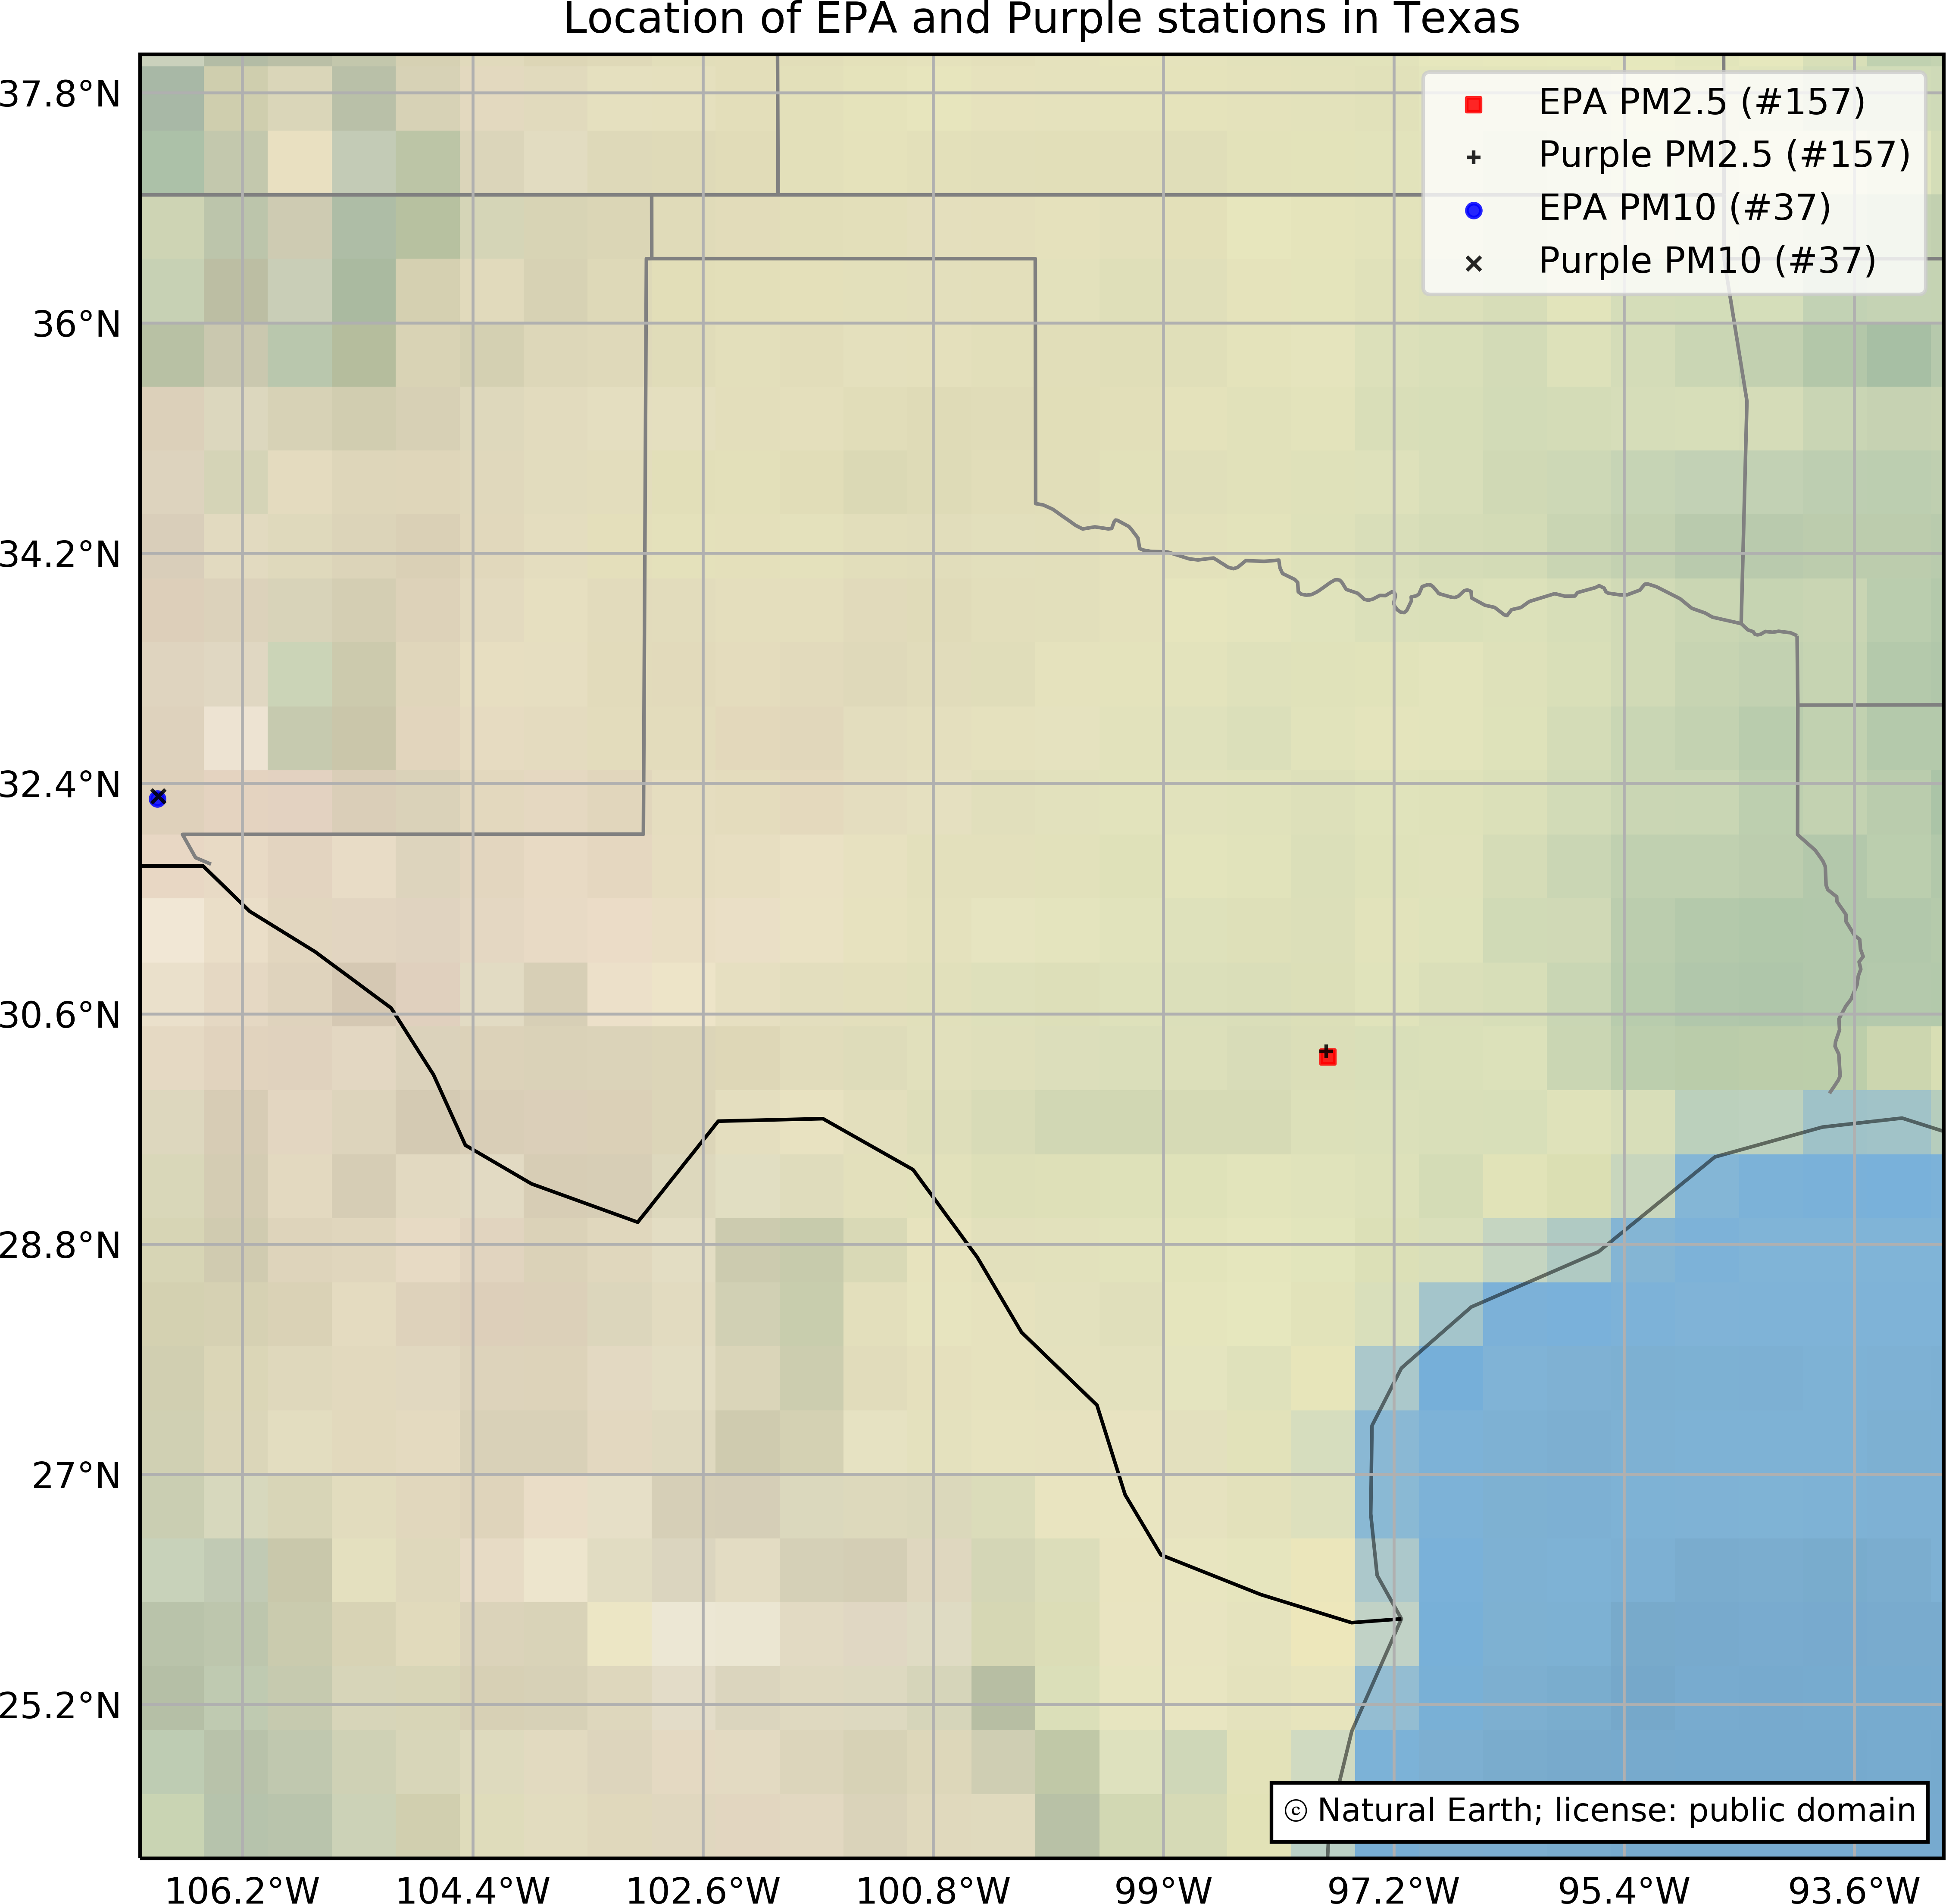 Location of EPA and Purple stations in Texas
EPA PM2.5 (#157)
Purple PM2.5 (#157)
EPA PM10 (#37)
Purple PM10 (#37)
37.8°N
36°N
34.2°N
32.4°N
30.6°N
28.8°N
27°N
25.2°N
© Natural Earth; license: public domain
106.2°W 104.4°W 102.6°W 100.8°W 99°W 97.2°W 95.4°W 93.6°W